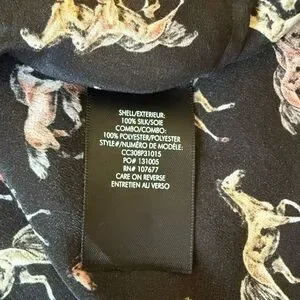 SHELL/EXTERIEUR:
100% SILK/SOIE
COMBO/COMBO:
100% POLYESTER/POLYESTER
STYLE#/NUMÉRO DE MODÈLE:
CC308P31015
PO# 131005
RN# 107677
CARE ON REVERSE
ENTRETIEN AU VERSO